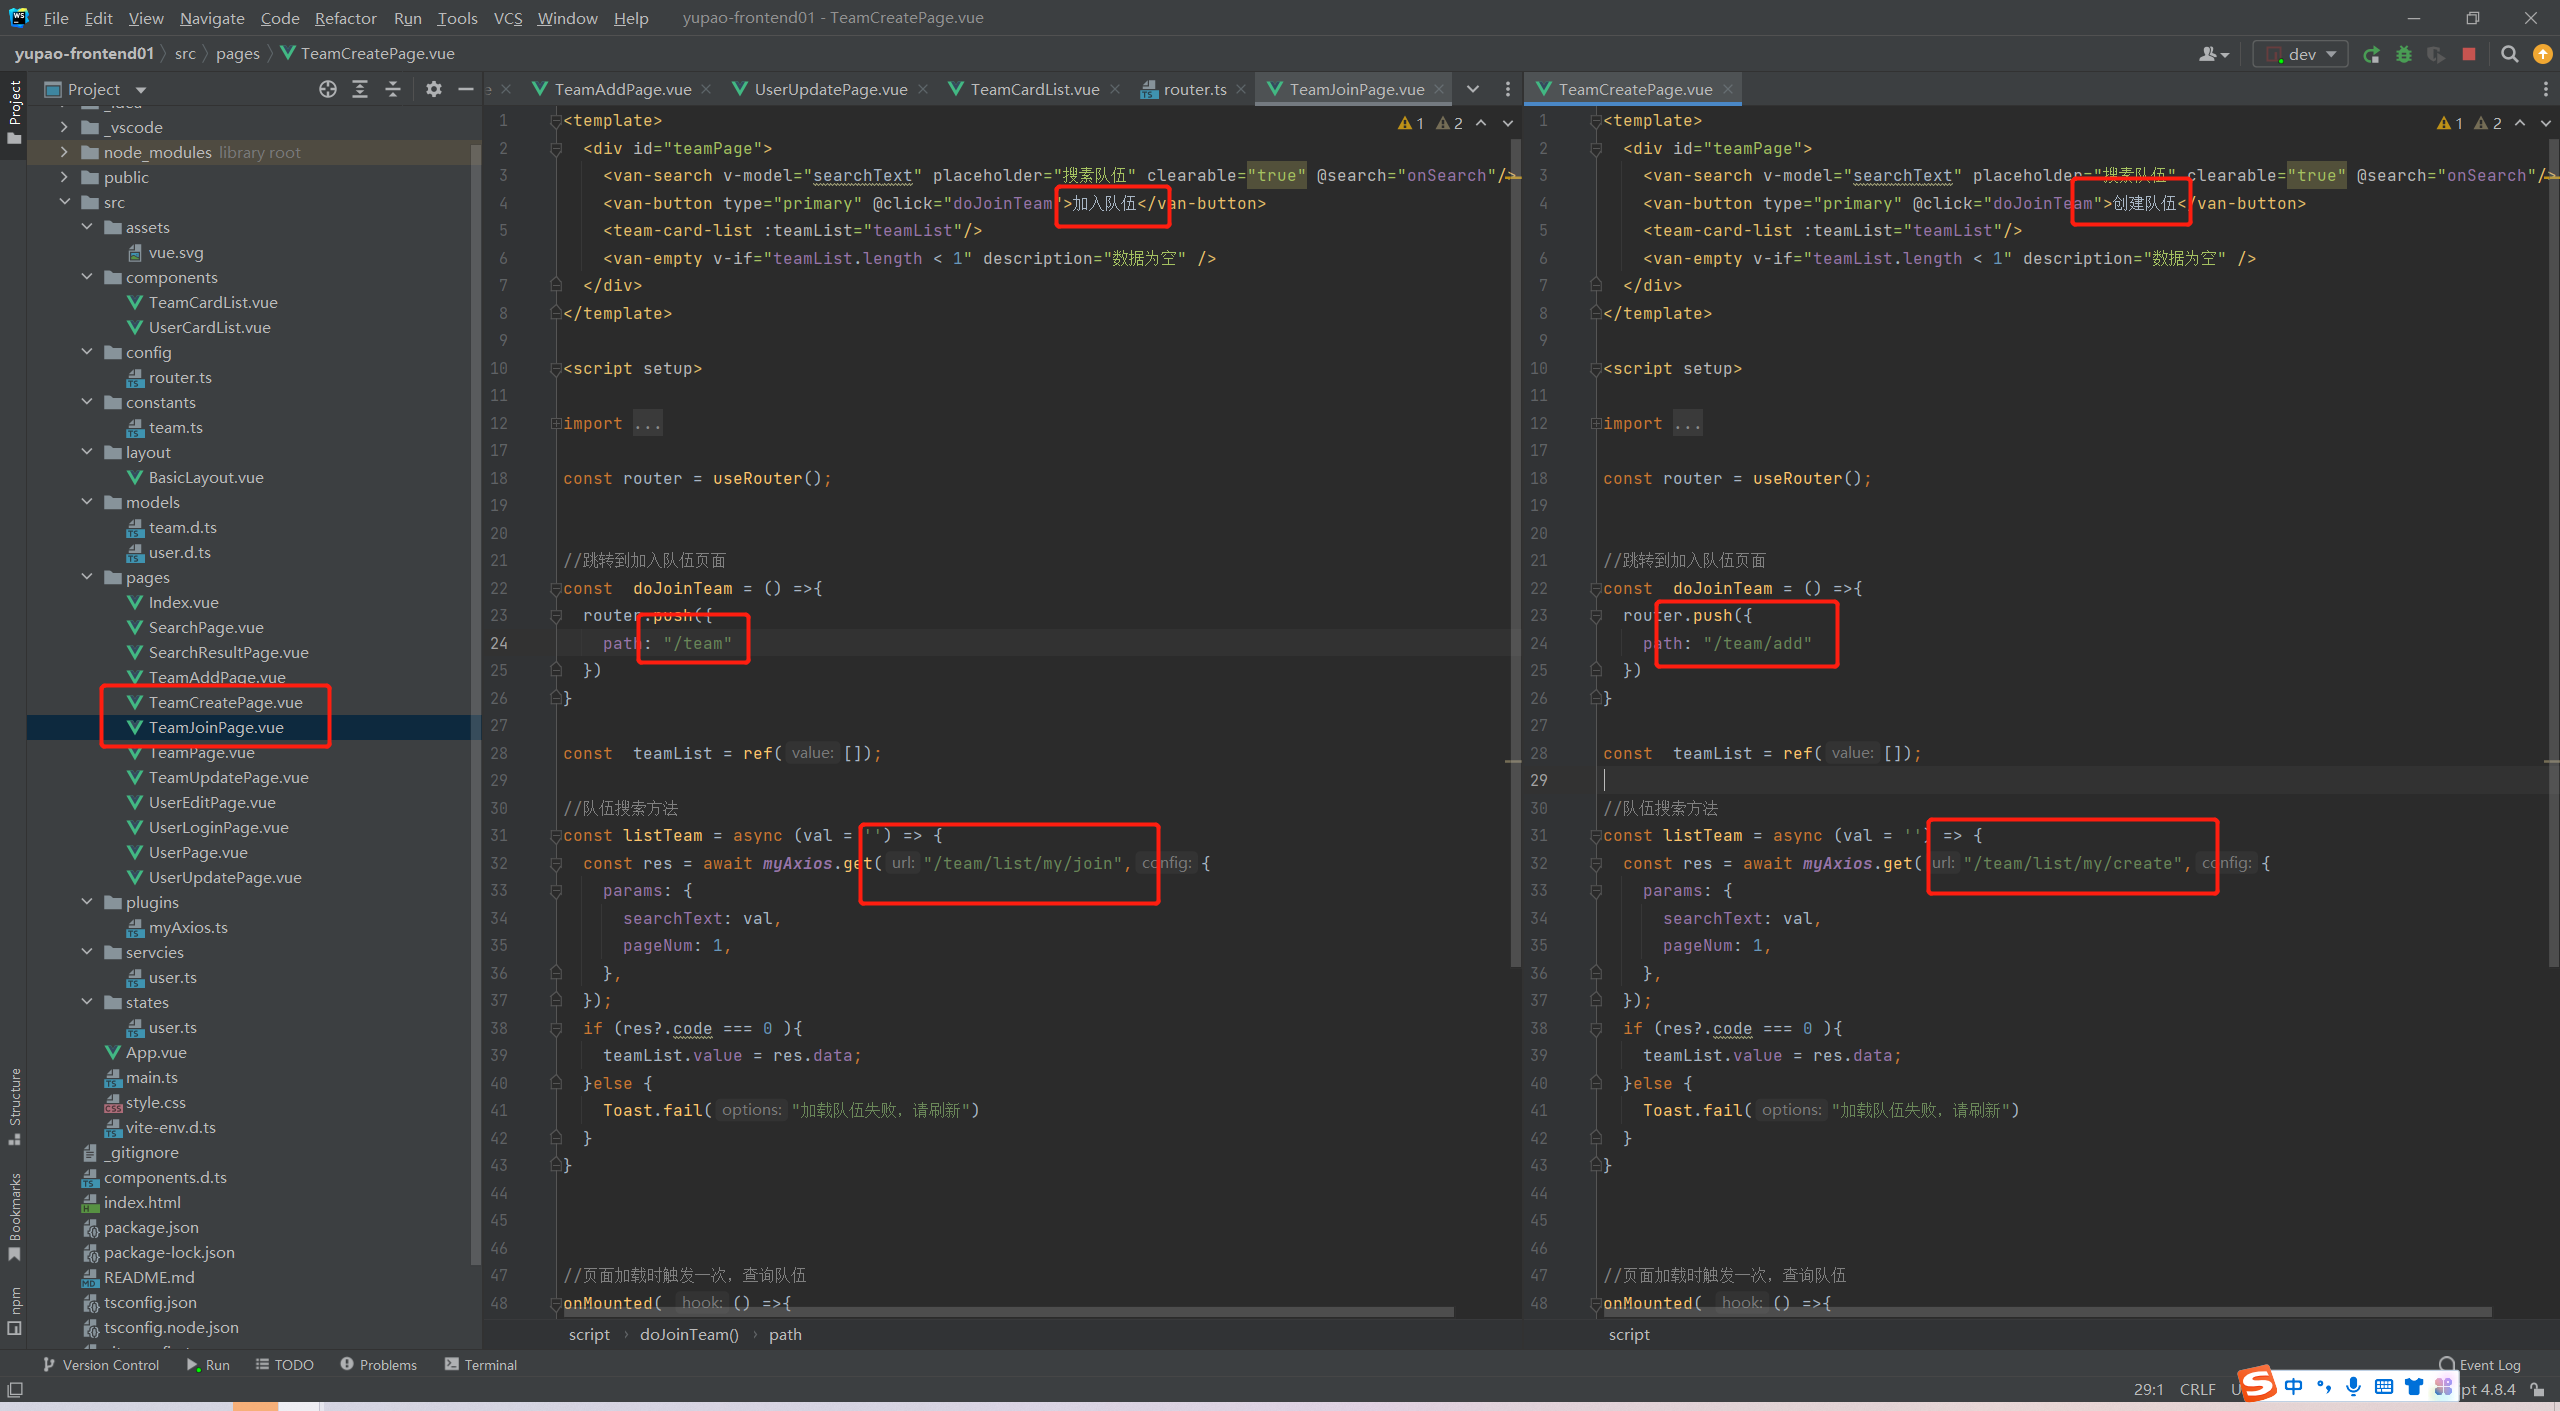 File Edit View Navigate Code Refactor Run Tools VCS Window Help yupao-frontend01 - TeamCreatePage.vue
yupao-frontend01 src pages TeamCreatePage.vue dev
Project
TeamAddPage.vue UserUpdatePage.vue TeamCardList.vue router.ts TeamJoinPage.vue TeamCreatePage.vue
Project
_vscode
node_modules library root
public
src
assets
vue.svg
components
TeamCardList.vue
UserCardList.vue
config
router.ts
constants
team.ts
layout
BasicLayout.vue
models
team.d.ts
user.d.ts
pages
Index.vue
SearchPage.vue
SearchResultPage.vue
TeamAddPage.vue
TeamCreatePage.vue
TeamJoinPage.vue
TeamPage.vue
TeamUpdatePage.vue
UserEditPage.vue
UserLoginPage.vue
UserPage.vue
UserUpdatePage.vue
plugins
myAxios.ts
servcies
user.ts
states
user.ts
App.vue
main.ts
style.css
vite-env.d.ts
_gitignore
components.d.ts
index.html
package.json
package-lock.json
README.md
tsconfig.json
tsconfig.node.json
Structure
Bookmarks
npm
1 <template>
1 2
2 <div id="teamPage">
3 <van-search v-model="searchText" placeholder="搜素队伍" clearable="true" @search="onSearch"/>
4 <van-button type="primary" @click="doJoinTeam">加入队伍</van-button>
5 <team-card-list :teamList="teamList"/>
6 <van-empty v-if="teamList.length < 1" description="数据为空" />
7 </div>
8 </template>
9
10 <script setup>
11
12 import ...
17
18 const router = useRouter();
19
20
21 //跳转到加入队伍页面
22 const  doJoinTeam = () =>{
23 router.push({
24 path: "/team"
25 })
26 }
27
28 const  teamList = ref( value: []);
29
30 //队伍搜索方法
31 const listTeam = async (val = '') => {
32 const res = await myAxios.get( url: "/team/list/my/join", config: {
33 params: {
34 searchText: val,
35 pageNum: 1,
36 },
37 });
38 if (res?.code === 0 ){
39 teamList.value = res.data;
40 }else {
41 Toast.fail( options: "加载队伍失败，请刷新")
42 }
43 }
44
45
46
47 //页面加载时触发一次，查询队伍
48 onMounted( hook: () =>{
script doJoinTeam() path
1 <template>
1 2
2 <div id="teamPage">
3 <van-search v-model="searchText" placeholder="搜素队伍" clearable="true" @search="onSearch"/>
4 <van-button type="primary" @click="doJoinTeam">创建队伍</van-button>
5 <team-card-list :teamList="teamList"/>
6 <van-empty v-if="teamList.length < 1" description="数据为空" />
7 </div>
8 </template>
9
10 <script setup>
11
12 import ...
17
18 const router = useRouter();
19
20
21 //跳转到加入队伍页面
22 const  doJoinTeam = () =>{
23 router.push({
24 path: "/team/add"
25 })
26 }
27
28 const  teamList = ref( value: []);
29
30 //队伍搜索方法
31 const listTeam = async (val = '') => {
32 const res = await myAxios.get( url: "/team/list/my/create", config: {
33 params: {
34 searchText: val,
35 pageNum: 1,
36 },
37 });
38 if (res?.code === 0 ){
39 teamList.value = res.data;
40 }else {
41 Toast.fail( options: "加载队伍失败，请刷新")
42 }
43 }
44
45
46
47 //页面加载时触发一次，查询队伍
48 onMounted( hook: () =>{
script
Version Control Run TODO Problems Terminal Event Log
29:1 CRLF 中 pt 4.8.4